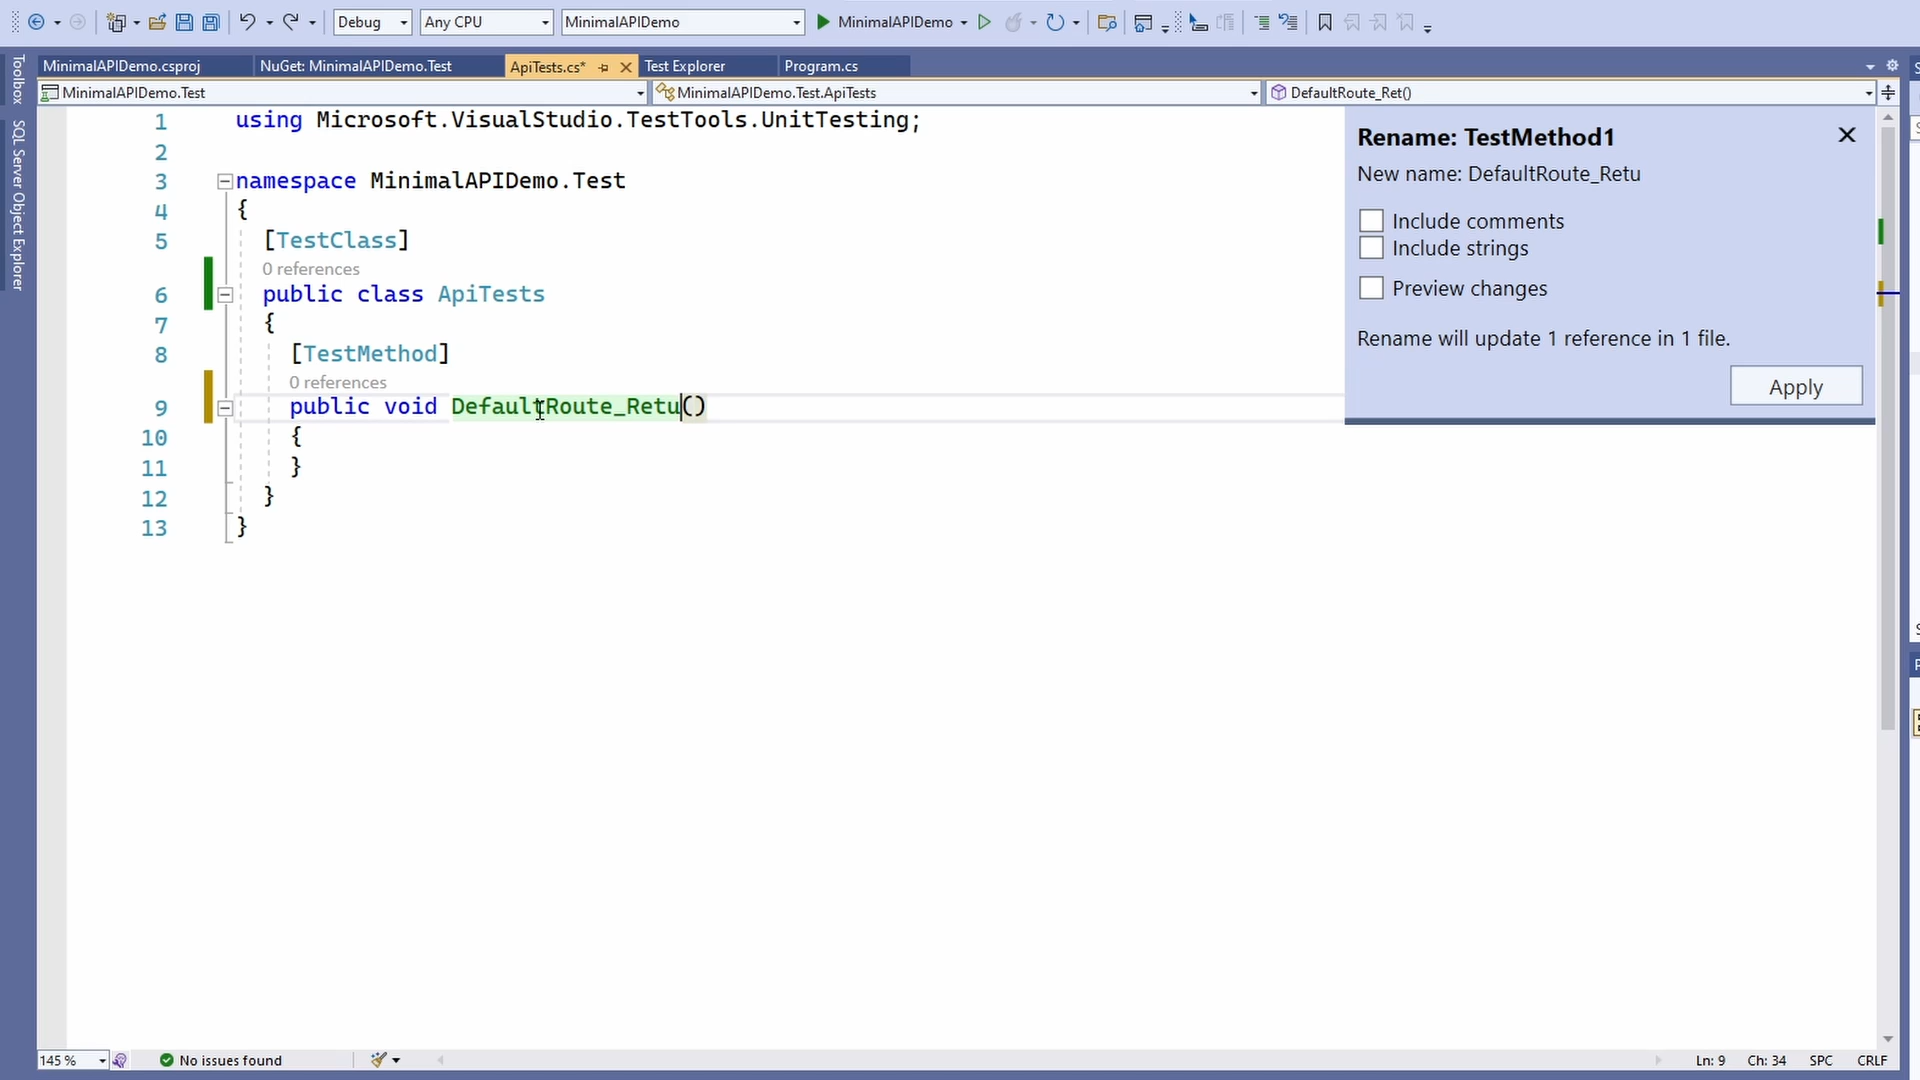 Debug
Any CPU
MinimalAPIDemo
MinimalAPIDemo
MinimalAPIDemo.csproj
NuGet: MinimalAPIDemo.Test
ApiTests.cs*
Test Explorer
Program.cs
MinimalAPIDemo.Test
MinimalAPIDemo.Test.ApiTests
DefaultRoute_Ret()
Toolbox
SQL Server Object Explorer
1 using Microsoft.VisualStudio.TestTools.UnitTesting;
2
3 namespace MinimalAPIDemo.Test
4 {
5 [TestClass]
0 references
6 public class ApiTests
7 {
8 [TestMethod]
0 references
9 public void DefaultRoute_Retu()
10 {
11 }
12 }
13 }
Rename: TestMethod1
New name: DefaultRoute_Retu
Include comments
Include strings
Preview changes
Rename will update 1 reference in 1 file.
Apply
145 %
No issues found
Ln: 9
Ch: 34
SPC
CRLF